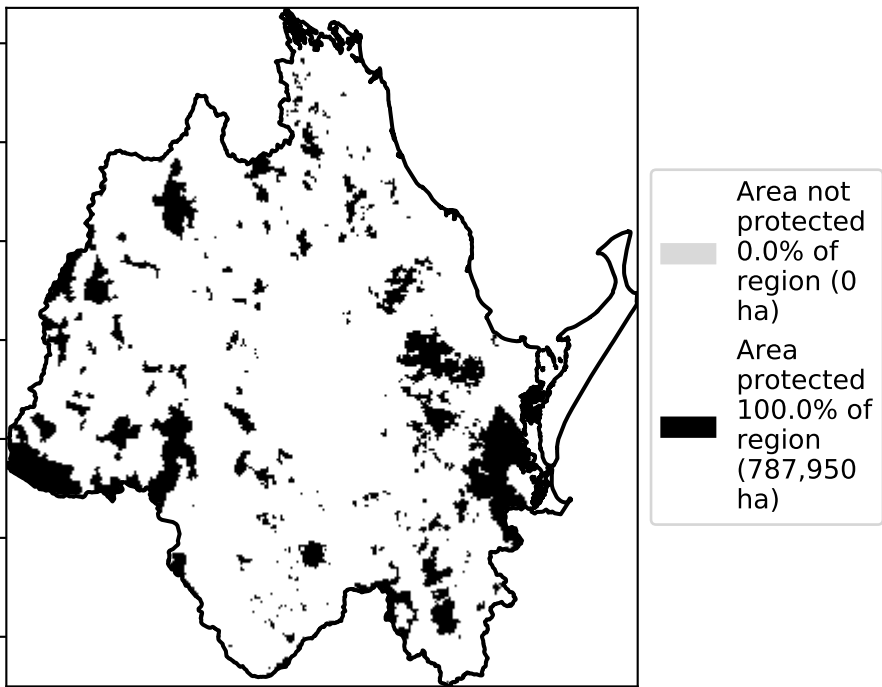 Area not
protected
0.0% of
region (0
ha)
Area
protected
100.0% of
region
(787,950
ha)